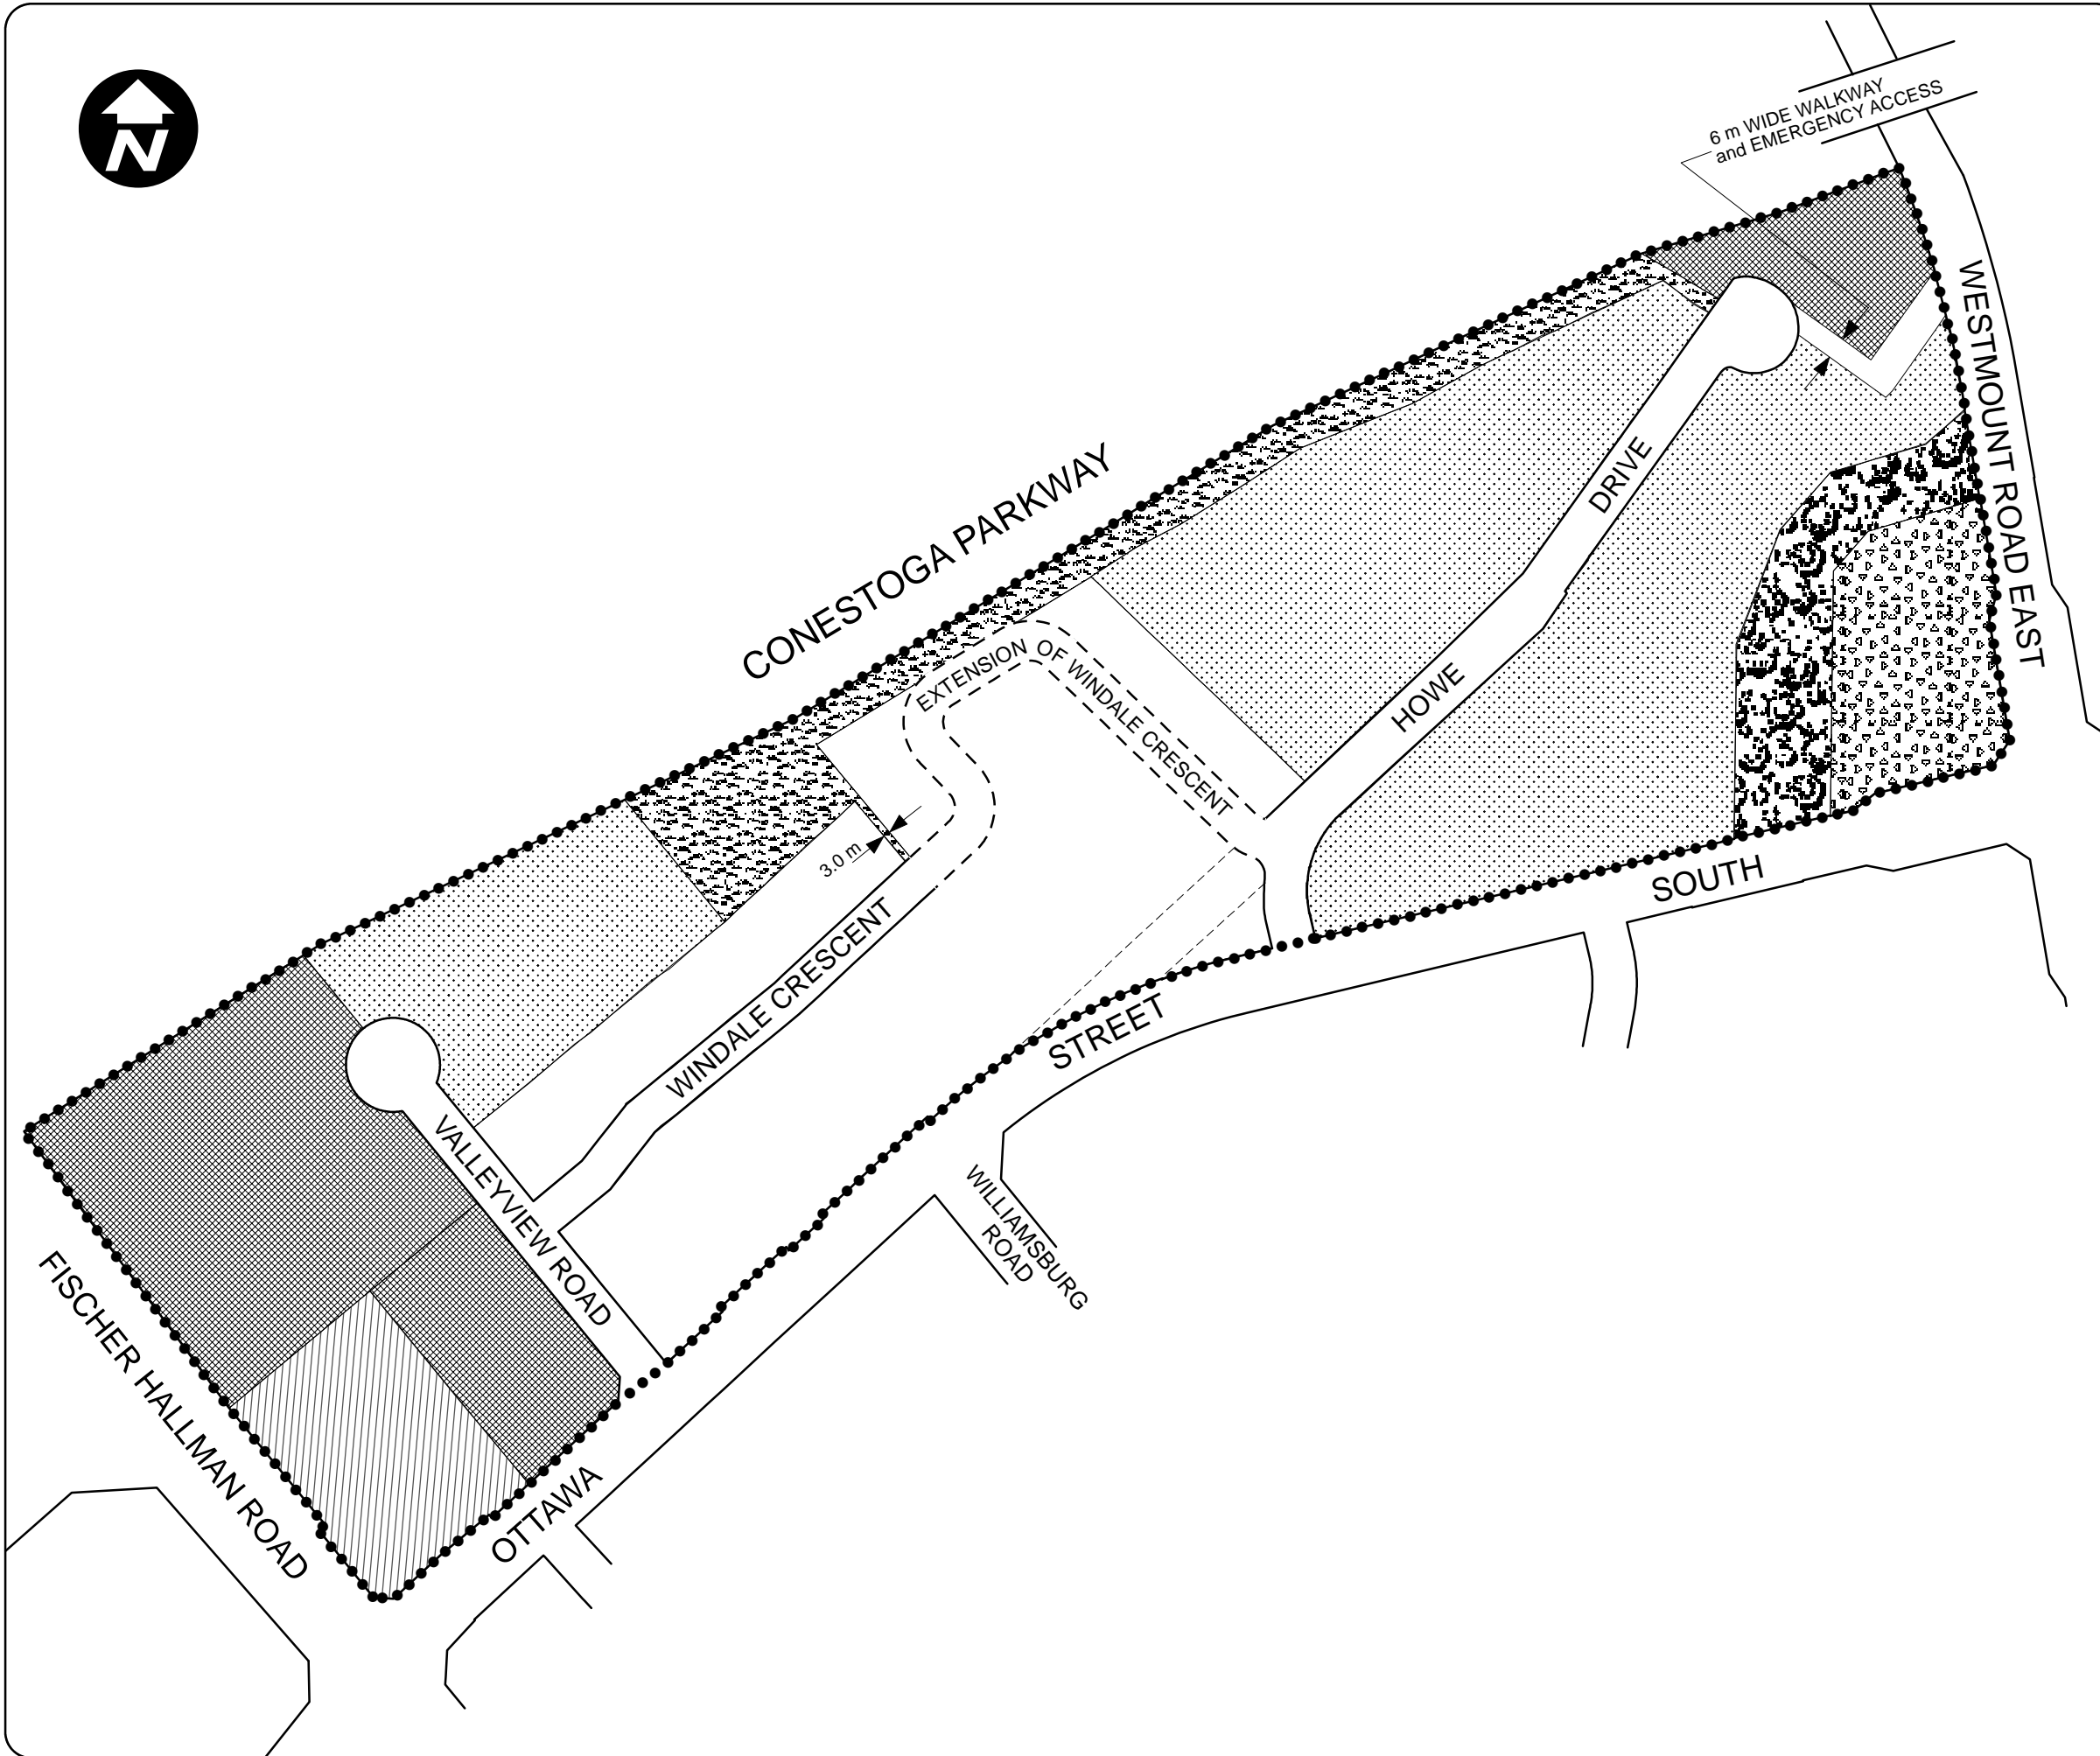 N
6 m WIDE WALKWAY
and EMERGENCY ACCESS
WESTMOUNT ROAD EAST
CONESTOGA PARKWAY
HOWE DRIVE
EXTENSION OF WINDALE CRESCENT
3.0 m
WINDALE CRESCENT
VALLEYVIEW ROAD
FISCHER HALLMAN ROAD
OTTAWA STREET SOUTH
WILLIAMSBURG
ROAD